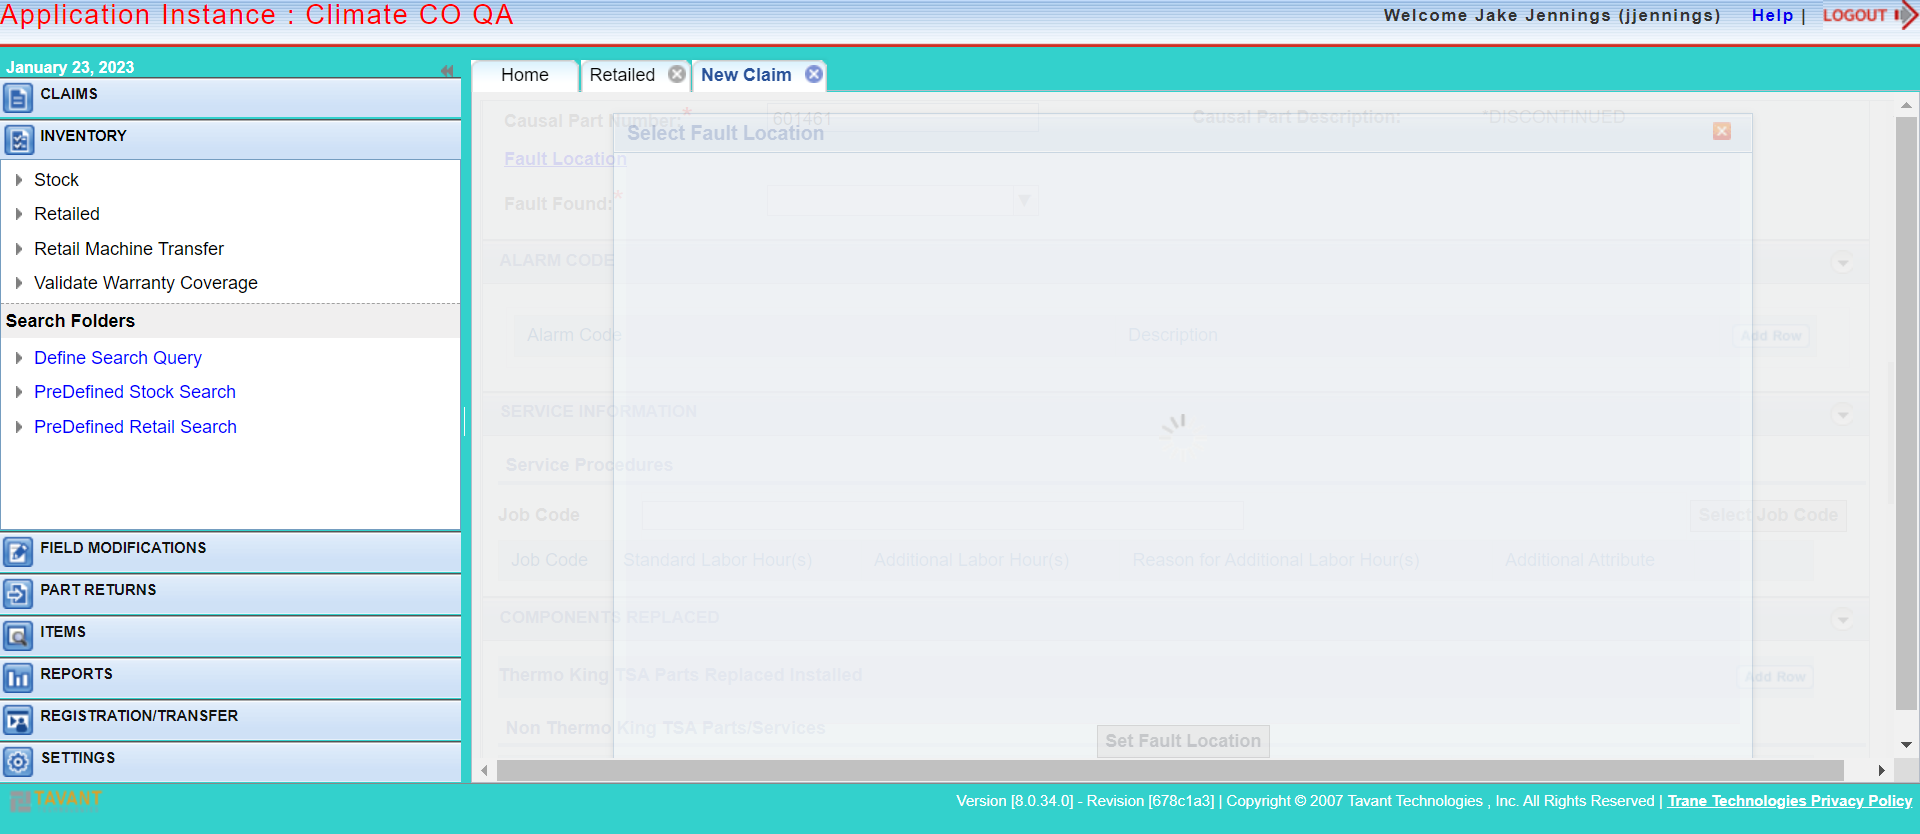 Application Instance : Climate CO QA
Welcome Jake Jennings (jjennings)
Help |
LOGOUT
January 23, 2023
CLAIMS
INVENTORY
Stock
Retailed
Retail Machine Transfer
Validate Warranty Coverage
Search Folders
Define Search Query
PreDefined Stock Search
PreDefined Retail Search
FIELD MODIFICATIONS
PART RETURNS
ITEMS
REPORTS
REGISTRATION/TRANSFER
SETTINGS
TAVANT
Home
Retailed
New Claim
Causal Part Number:*
601461
Causal Part Description:
*DISCONTINUED
Select Fault Location
Fault Location
Fault Found:*
ALARM CODE
Alarm Code
Description
Add Row
SERVICE INFORMATION
Service Procedures
Job Code
Select Job Code
Job Code
Standard Labor Hour(s)
Additional Labor Hour(s)
Reason for Additional Labor Hour(s)
Additional Attribute
COMPONENTS REPLACED
Thermo King TSA Parts Replaced Installed
Add Row
Non Thermo King TSA Parts/Services
Set Fault Location
Version [8.0.34.0] - Revision [678c1a3] | Copyright © 2007 Tavant Technologies , Inc. All Rights Reserved | Trane Technologies Privacy Policy